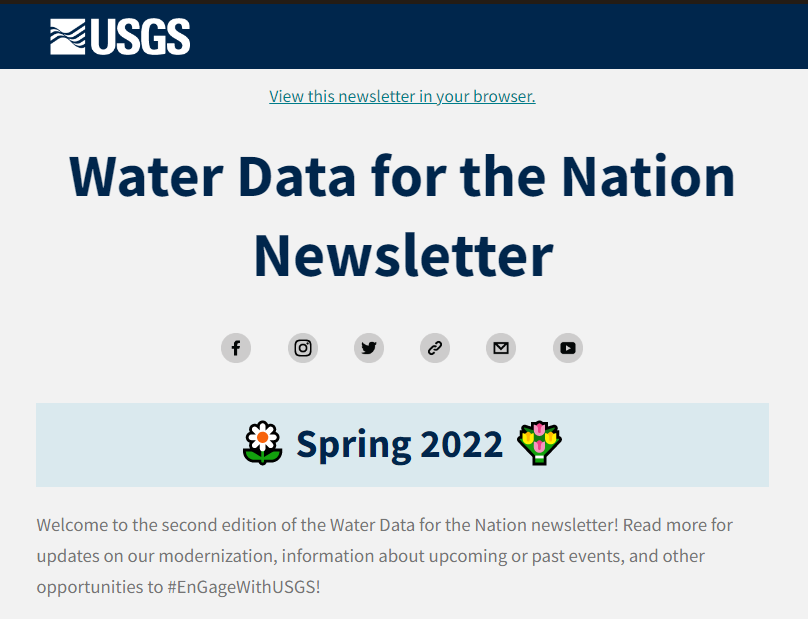 USGS
View this newsletter in your browser.
Water Data for the Nation
Newsletter
Spring 2022
Welcome to the second edition of the Water Data for the Nation newsletter! Read more for
updates on our modernization, information about upcoming or past events, and other
opportunities to #EnGageWithUSGS!